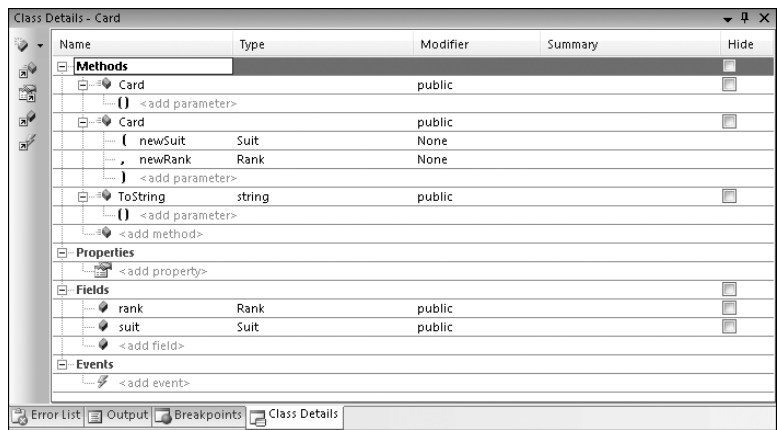 Class Details - Card
Name Type Modifier Summary Hide
Methods
Card public
() <add parameter>
Card public
( newSuit Suit None
, newRank Rank None
) <add parameter>
ToString string public
() <add parameter>
<add method>
Properties
<add property>
Fields
rank Rank public
suit Suit public
<add field>
Events
<add event>
Error List Output Breakpoints Class Details